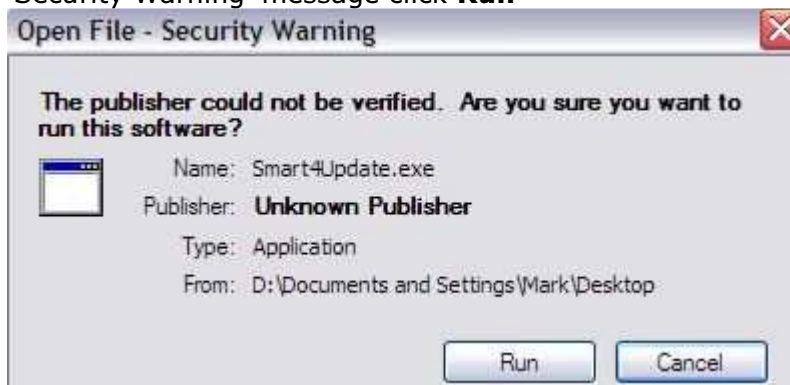 Security Warning' message click Run
Open File - Security Warning
The publisher could not be verified. Are you sure you want to
run this software?
Name: Smart4Update.exe
Publisher: Unknown Publisher
Type: Application
From: D:\Documents and Settings\Mark\Desktop
Run Cancel